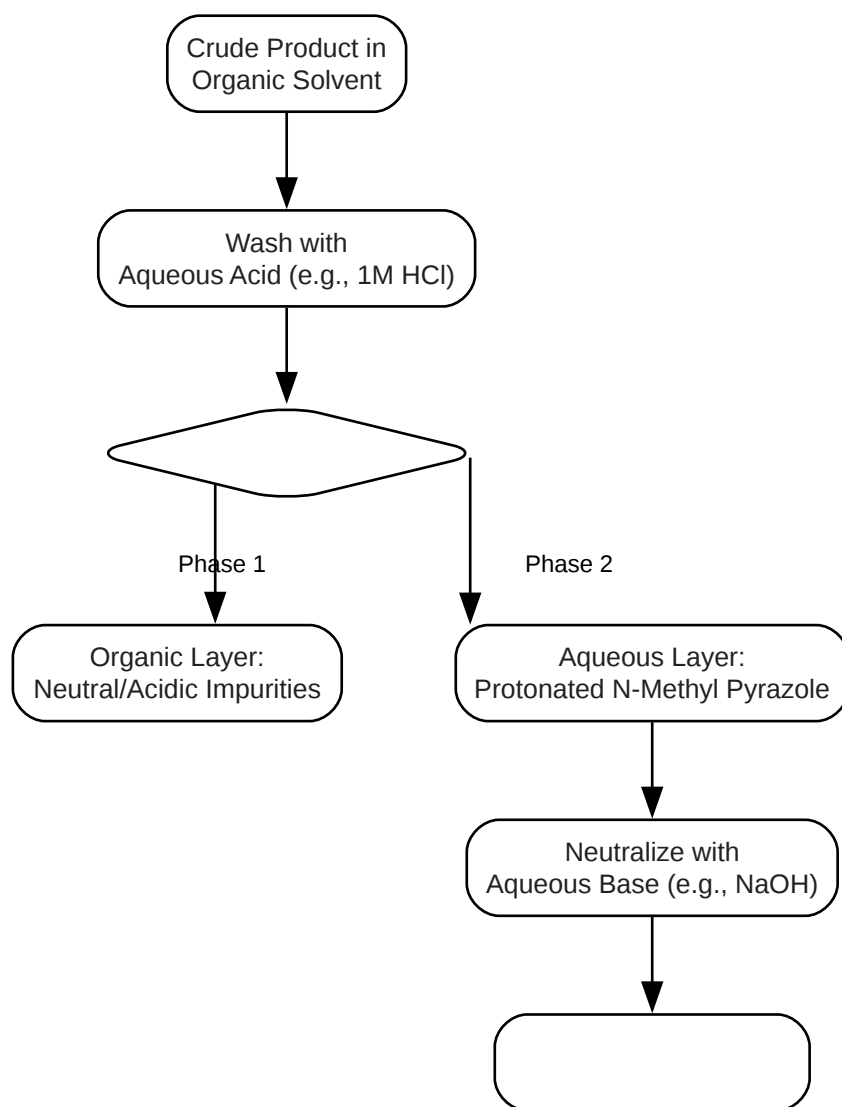 Crude Product in
Organic Solvent
Wash with
Aqueous Acid (e.g., 1M HCl)
Phase 1
Phase 2
Organic Layer:
Neutral/Acidic Impurities
Aqueous Layer:
Protonated N-Methyl Pyrazole
Neutralize with
Aqueous Base (e.g., NaOH)